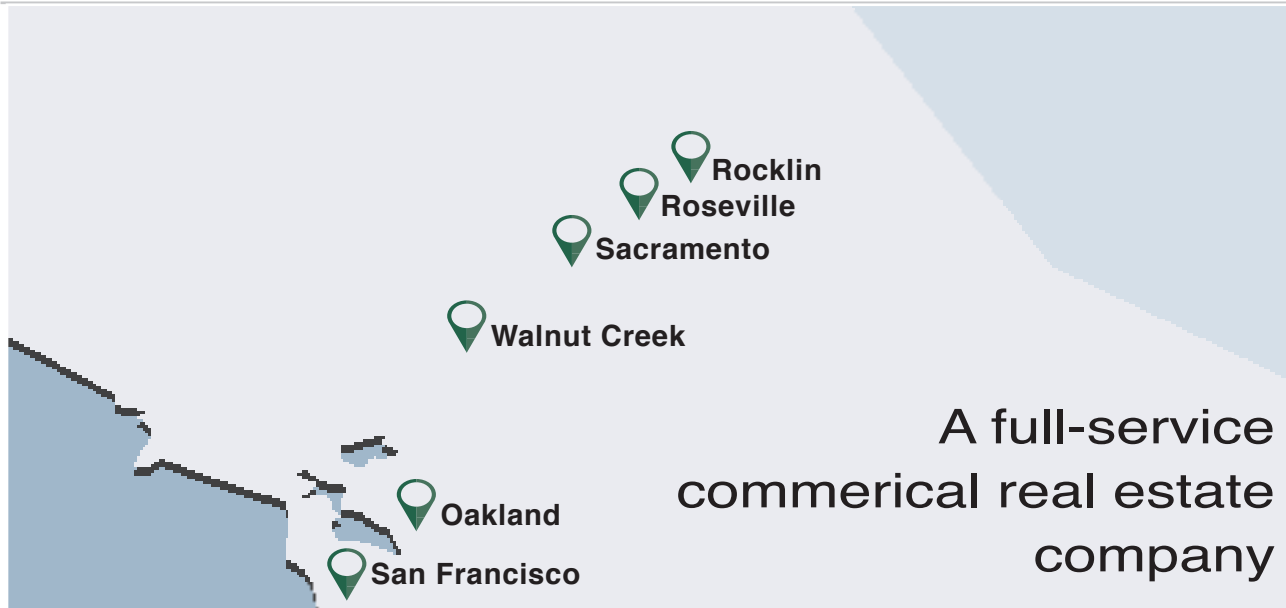 Rocklin
Roseville
Sacramento
Walnut Creek
A full-service
commerical real estate
company
Oakland
San Francisco